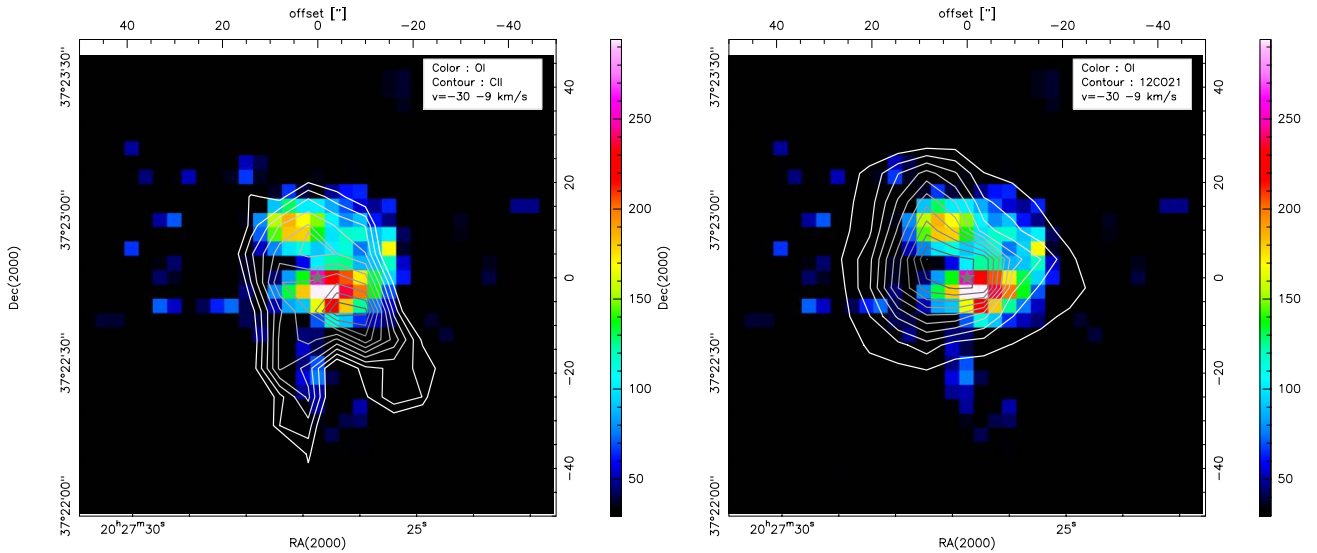 offset ["]
40 20 0 −20 −40
Color : OI
Contour : CII
v=−30 −9 km/s
37°23'30"
37°23'00"
37°22'30"
37°22'00"
Dec(2000)
40
20
0
−20
−40
250
200
150
100
50
20h27m30s 25s
RA(2000)
offset ["]
40 20 0 −20 −40
Color : OI
Contour : 12CO21
v=−30 −9 km/s
37°23'30"
37°23'00"
37°22'30"
37°22'00"
Dec(2000)
40
20
0
−20
−40
250
200
150
100
50
20h27m30s 25s
RA(2000)